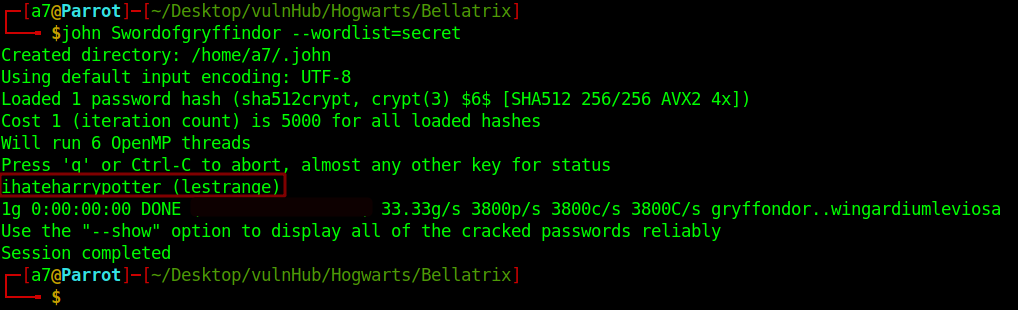 ┌─[a7@Parrot]─[~/Desktop/vulnHub/Hogwarts/Bellatrix]
└──╼ $john Swordofgryffindor --wordlist=secret
Created directory: /home/a7/.john
Using default input encoding: UTF-8
Loaded 1 password hash (sha512crypt, crypt(3) $6$ [SHA512 256/256 AVX2 4x])
Cost 1 (iteration count) is 5000 for all loaded hashes
Will run 6 OpenMP threads
Press 'q' or Ctrl-C to abort, almost any other key for status
ihateharrypotter (lestrange)
1g 0:00:00:00 DONE 33.33g/s 3800p/s 3800c/s 3800C/s gryffondor..wingardiumleviosa
Use the "--show" option to display all of the cracked passwords reliably
Session completed
┌─[a7@Parrot]─[~/Desktop/vulnHub/Hogwarts/Bellatrix]
└──╼ $